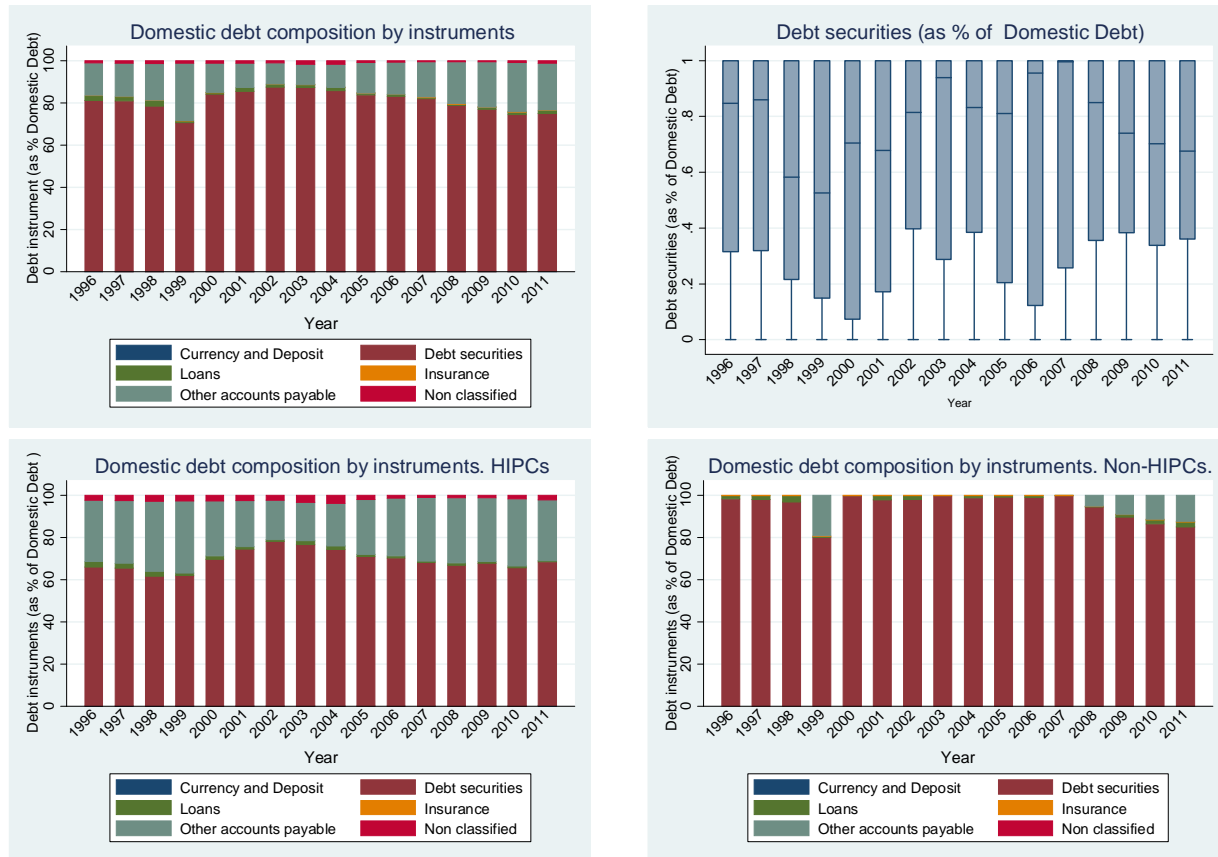 Domestic debt composition by instruments
Debt instrument (as % Domestic Debt)
100
80
60
40
20
0
1996 1997 1998 1999 2000 2001 2002 2003 2004 2005 2006 2007 2008 2009 2010 2011
Year
Currency and Deposit Debt securities
Loans Insurance
Other accounts payable Non classified
Debt securities (as % of Domestic Debt)
Debt securities (as % of Domestic Debt)
1
.8
.6
.4
.2
0
1996 1997 1998 1999 2000 2001 2002 2003 2004 2005 2006 2007 2008 2009 2010 2011
Year
Domestic debt composition by instruments. HIPCs
Debt instruments (as % of Domestic Debt )
100
80
60
40
20
0
1996 1997 1998 1999 2000 2001 2002 2003 2004 2005 2006 2007 2008 2009 2010 2011
Year
Currency and Deposit Debt securities
Loans Insurance
Other accounts payable Non classified
Domestic debt composition by instruments. Non-HIPCs.
Debt instruments (as % of Domestic Debt)
100
80
60
40
20
0
1996 1997 1998 1999 2000 2001 2002 2003 2004 2005 2006 2007 2008 2009 2010 2011
Year
Currency and Deposit Debt securities
Loans Insurance
Other accounts payable Non classified